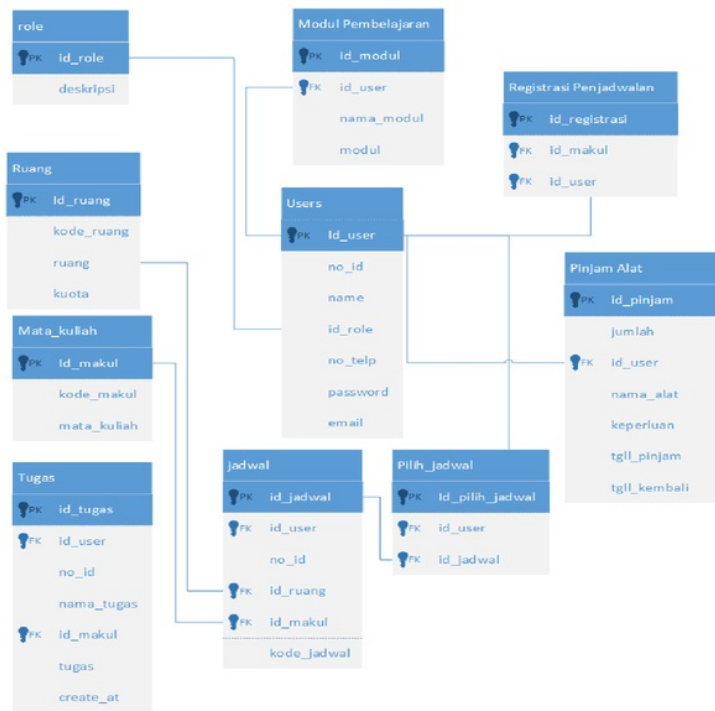 role
PK id_role
deskripsi
Modul Pembelajaran
PK Id_modul
FK id_user
nama_modul
modul
Registrasi Penjadwalan
PK id_registrasi
FK id_makul
FK id_user
Ruang
PK Id_ruang
kode_ruang
ruang
kuota
Users
PK Id_user
no_id
name
id_role
no_telp
password
email
Pinjam Alat
PK id_pinjam
jumlah
FK id_user
nama_alat
keperluan
tgll_pinjam
tgll_kembali
Mata_kuliah
PK Id_makul
kode_makul
mata_kuliah
Tugas
PK id_tugas
FK id_user
no_id
nama_tugas
FK id_makul
tugas
create_at
jadwal
PK id_jadwal
FK id_user
no_id
FK id_ruang
FK id_makul
kode_jadwal
Pilih_jadwal
PK Id_pilih_jadwal
FK id_user
FK id_jadwal